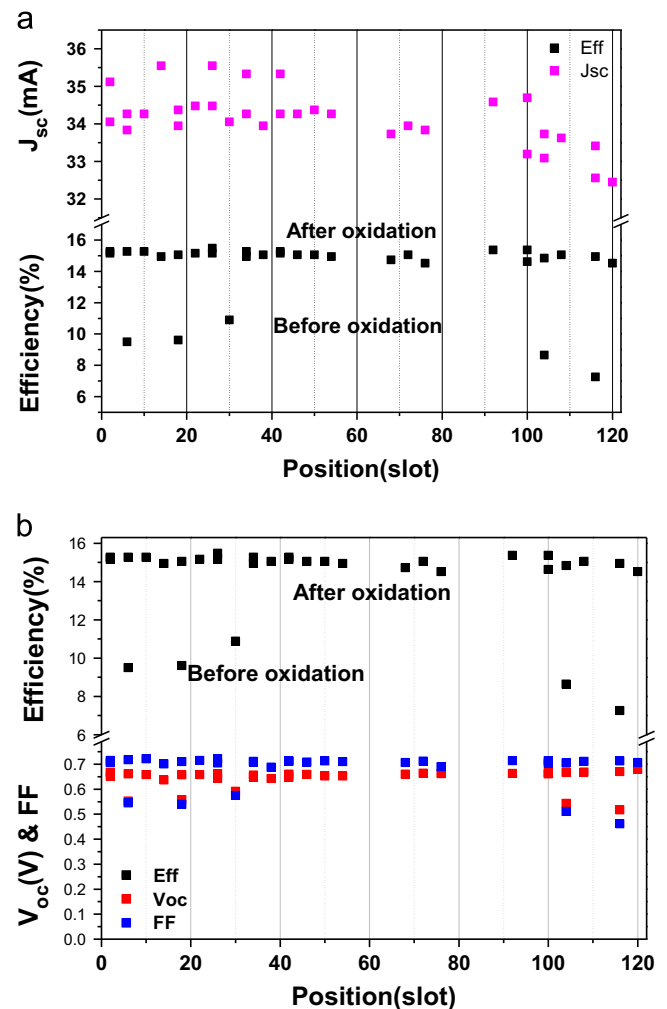 a
36
35
34
33
32
16
14
12
10
8
6
J_sc(mA)
Efficiency(%)
Eff
Jsc
After oxidation
Before oxidation
0 20 40 60 80 100 120
Position(slot)
b
16
14
12
10
8
6
0.7
0.6
0.5
0.4
0.3
0.2
0.1
0.0
Efficiency(%)
V_oc(V) & FF
After oxidation
Before oxidation
Eff
Voc
FF
0 20 40 60 80 100 120
Position(slot)